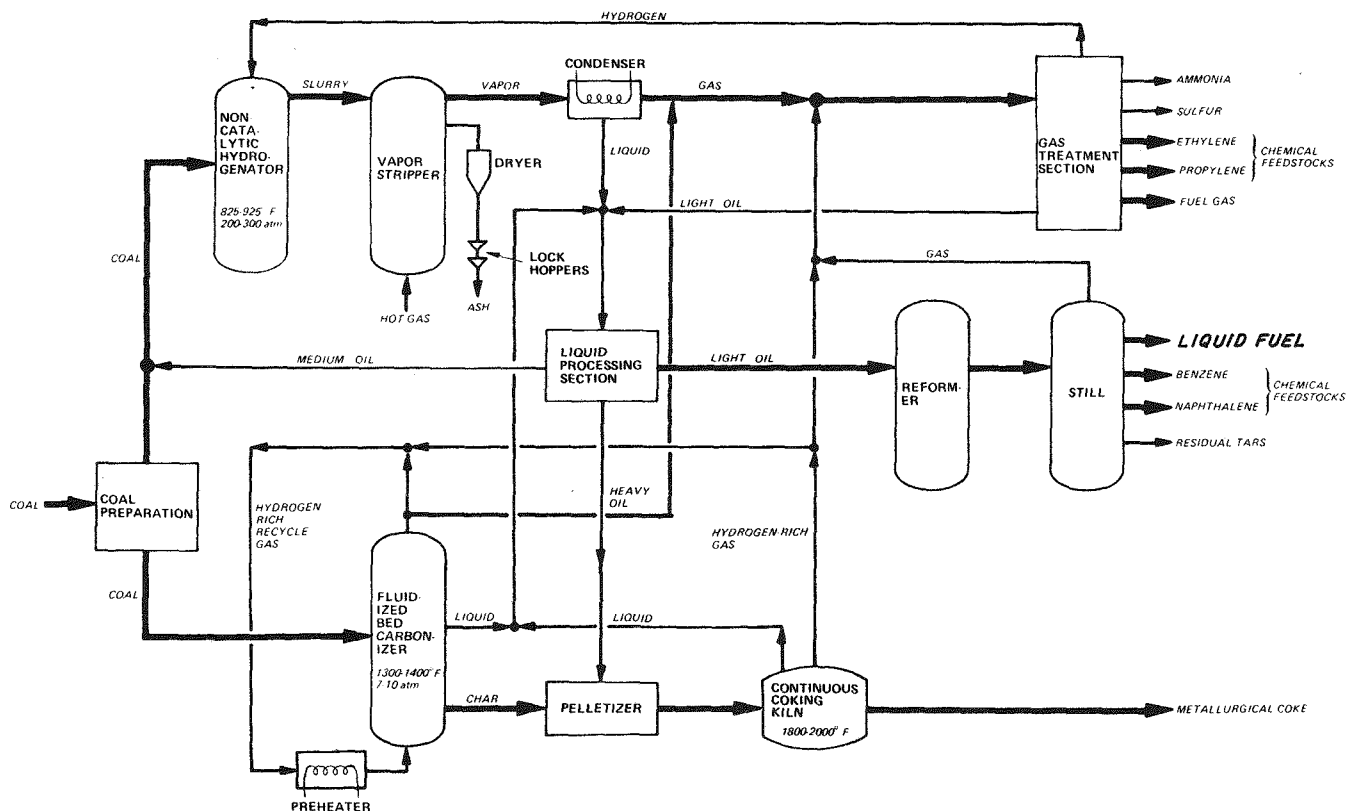 HYDROGEN
CONDENSER
SLURRY
VAPOR
GAS
AMMONIA
SULFUR
ETHYLENE
PROPYLENE
CHEMICAL
FEEDSTOCKS
FUEL GAS
GAS
TREATMENT
SECTION
NON-
CATA-
LYTIC
HYDRO-
GENATOR
825-925° F
200-300 atm
VAPOR
STRIPPER
DRYER
LIQUID
LIGHT OIL
LOCK
HOPPERS
ASH
HOT GAS
COAL
GAS
MEDIUM OIL
LIQUID
PROCESSING
SECTION
LIGHT OIL
REFORM-
ER
STILL
LIQUID FUEL
BENZENE
NAPHTHALENE
CHEMICAL
FEEDSTOCKS
RESIDUAL TARS
COAL
COAL
PREPARATION
HYDROGEN
RICH
RECYCLE
GAS
HEAVY
OIL
HYDROGEN-RICH
GAS
COAL
FLUID-
IZED
BED
CARBON-
IZER
1300-1400° F
7-10 atm
LIQUID
LIQUID
CHAR
PELLETIZER
CONTINUOUS
COKING
KILN
1800-2000° F
METALLURGICAL COKE
PREHEATER